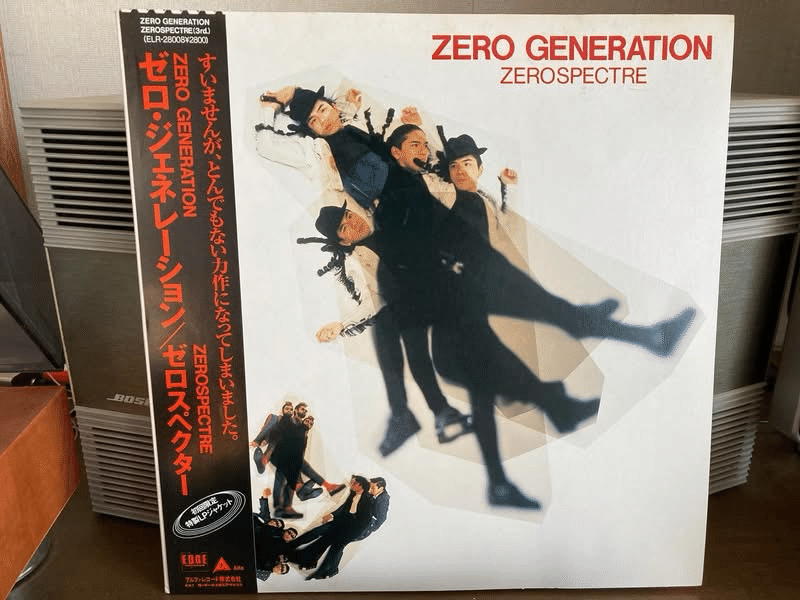 ZERO GENERATION
ZEROSPECTRE(3rd.)
(ELR-28008¥2800)
すいませんが、とんでもない力作になってしまいました。
ZERO GENERATION
ZEROSPECTRE
ゼロ・ジェネレーション/ゼロスペクター
初回限定
特製LPジャケット
EDGE
Alfa
アルファレコード株式会社
ZERO GENERATION
ZEROSPECTRE
BOSE